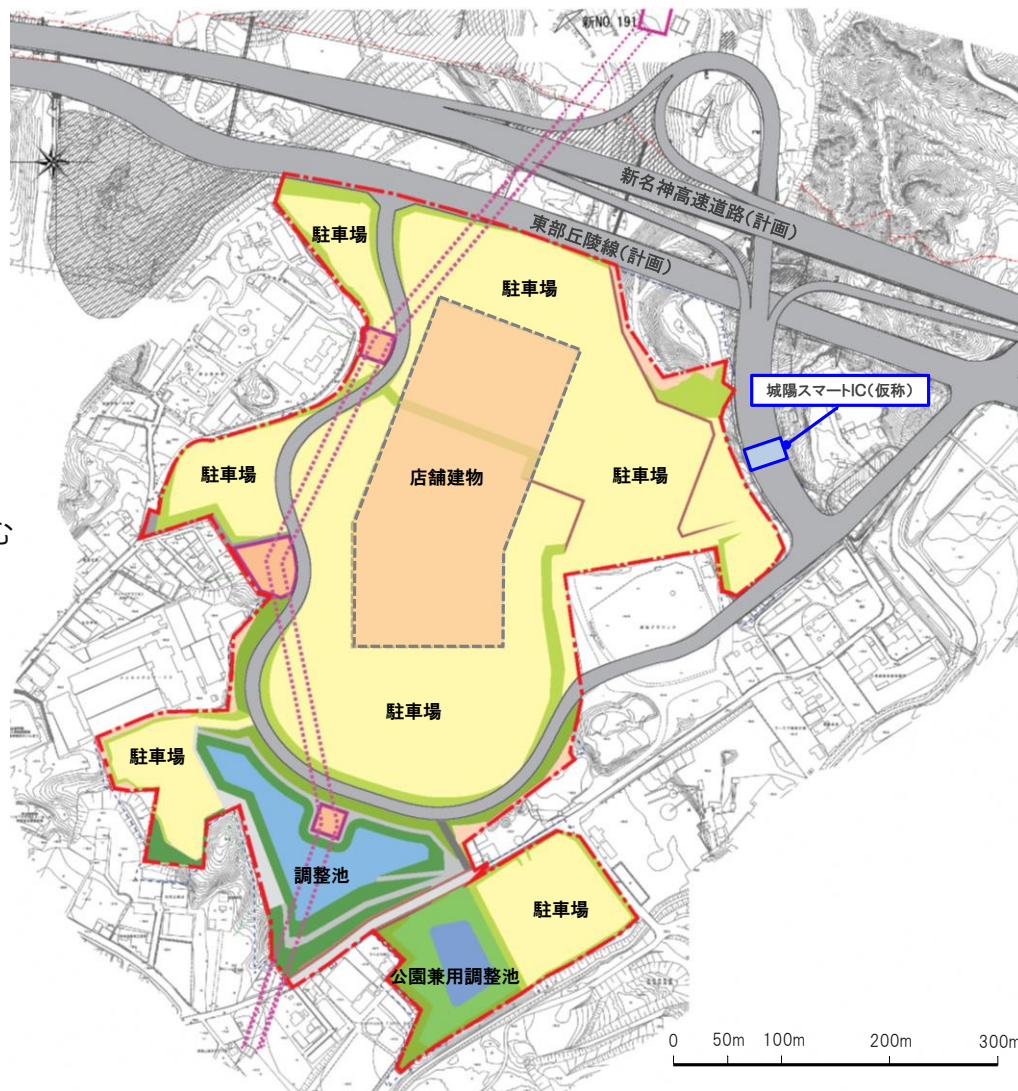 新NO.191
新名神高速道路(計画)
東部丘陵線(計画)
駐車場
駐車場
城陽スマートIC(仮称)
駐車場
店舗建物
駐車場
む
駐車場
駐車場
調整池
駐車場
公園兼用調整池
0 50m 100m 200m 300m